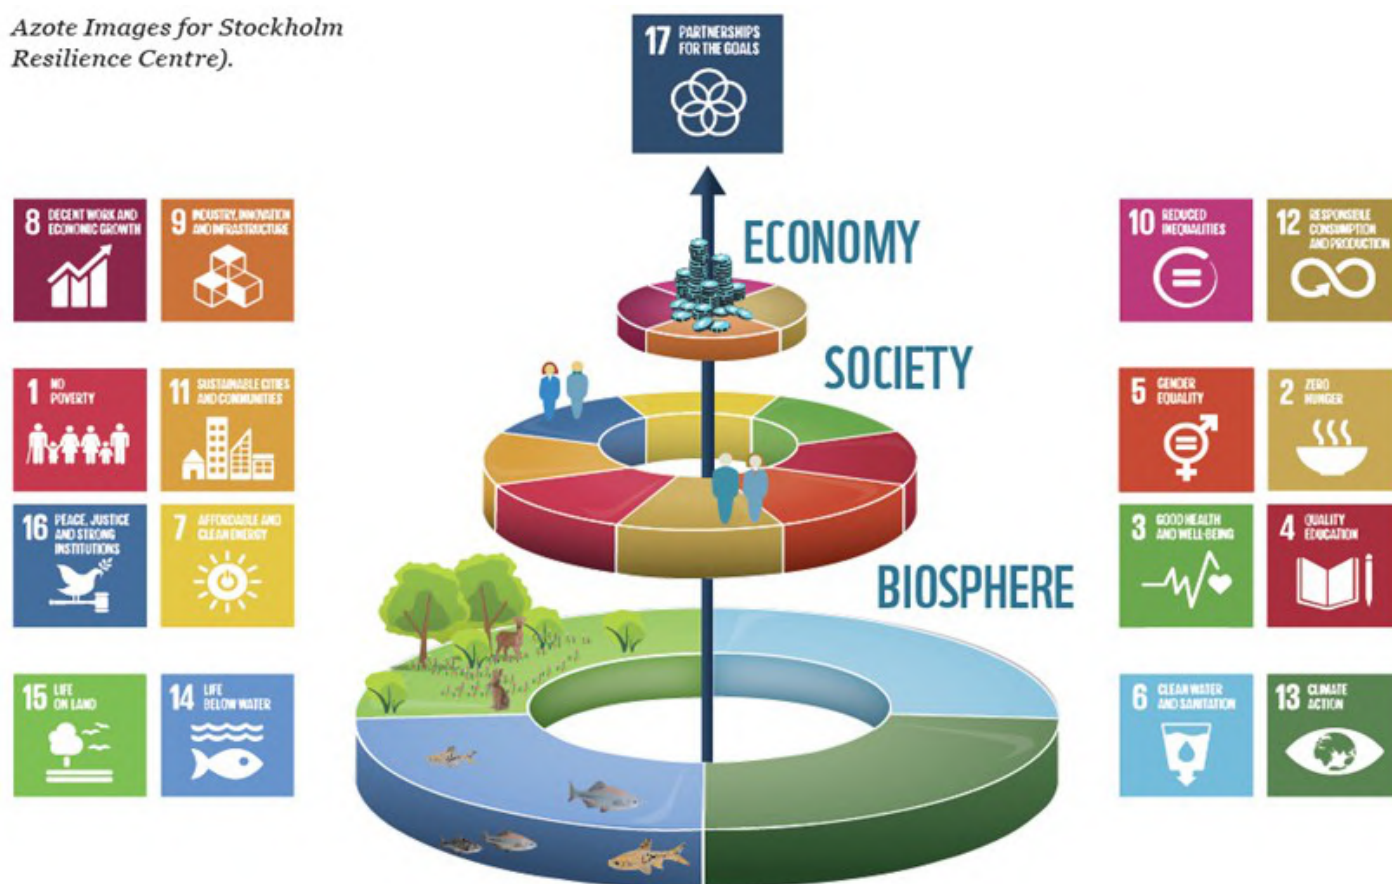 Azote Images for Stockholm
Resilience Centre).
17 PARTNERSHIPS
FOR THE GOALS
8 DECENT WORK AND
ECONOMIC GROWTH
9 INDUSTRY, INNOVATION
AND INFRASTRUCTURE
ECONOMY
10 REDUCED
INEQUALITIES
12 RESPONSIBLE
CONSUMPTION
AND PRODUCTION
SOCIETY
1 NO
POVERTY
11 SUSTAINABLE CITIES
AND COMMUNITIES
5 GENDER
EQUALITY
2 ZERO
HUNGER
16 PEACE, JUSTICE
AND STRONG
INSTITUTIONS
7 AFFORDABLE AND
CLEAN ENERGY
3 GOOD HEALTH
AND WELL-BEING
4 QUALITY
EDUCATION
BIOSPHERE
15 LIFE
ON LAND
14 LIFE
BELOW WATER
6 CLEAN WATER
AND SANITATION
13 CLIMATE
ACTION